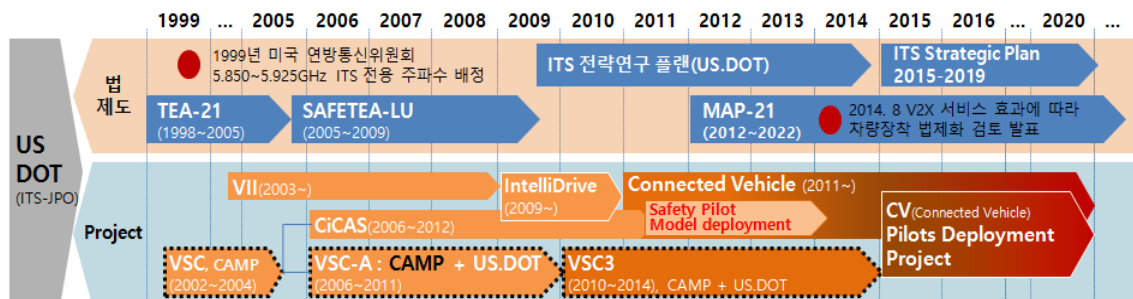 1999 ... 2005 2006 2007 2008 2009 2010 2011 2012 2013 2014 2015 2016 ... 2020 ...
US
DOT
(ITS-JPO)
법
제도
1999년 미국 연방통신위원회
5.850~5.925GHz ITS 전용 주파수 배정
ITS 전략연구 플랜(US.DOT)
ITS Strategic Plan
2015-2019
TEA-21
(1998~2005)
SAFETEA-LU
(2005~2009)
MAP-21
(2012~2022)
2014. 8 V2X 서비스 효과에 따라
차량장착 법제화 검토 발표
Project
VII(2003~)
IntelliDrive
(2009~)
Connected Vehicle (2011~)
CiCAS(2006~2012)
Safety Pilot
Model deployment
CV(Connected Vehicle)
Pilots Deployment
Project
VSC, CAMP
(2002~2004)
VSC-A : CAMP + US.DOT
(2006~2011)
VSC3
(2010~2014), CAMP + US.DOT